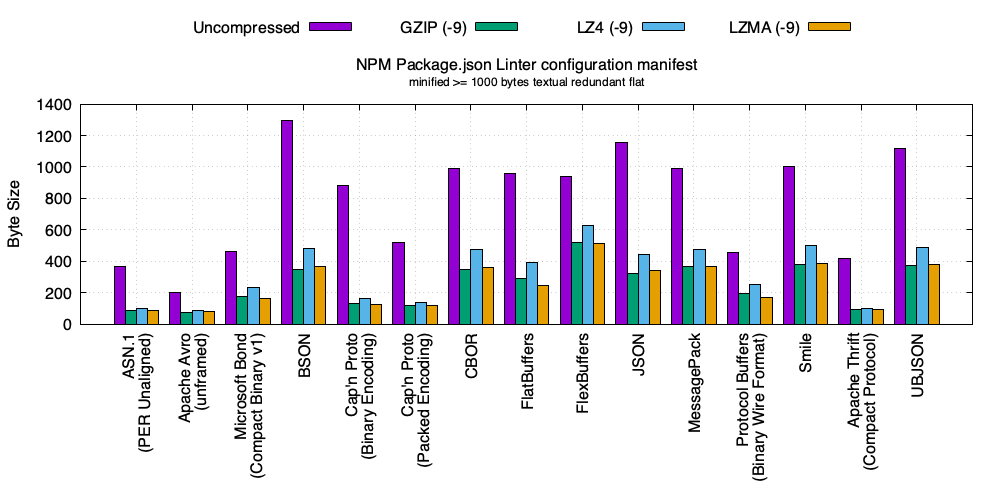 Uncompressed GZIP (-9) LZ4 (-9) LZMA (-9)
NPM Package.json Linter configuration manifest
minified >= 1000 bytes textual redundant flat
Byte Size
1400
1200
1000
800
600
400
200
0
ASN.1
(PER Unaligned)
Apache Avro
(unframed)
Microsoft Bond
(Compact Binary v1)
BSON
Cap'n Proto
(Binary Encoding)
Cap'n Proto
(Packed Encoding)
CBOR
FlatBuffers
FlexBuffers
JSON
MessagePack
Protocol Buffers
(Binary Wire Format)
Smile
Apache Thrift
(Compact Protocol)
UBJSON